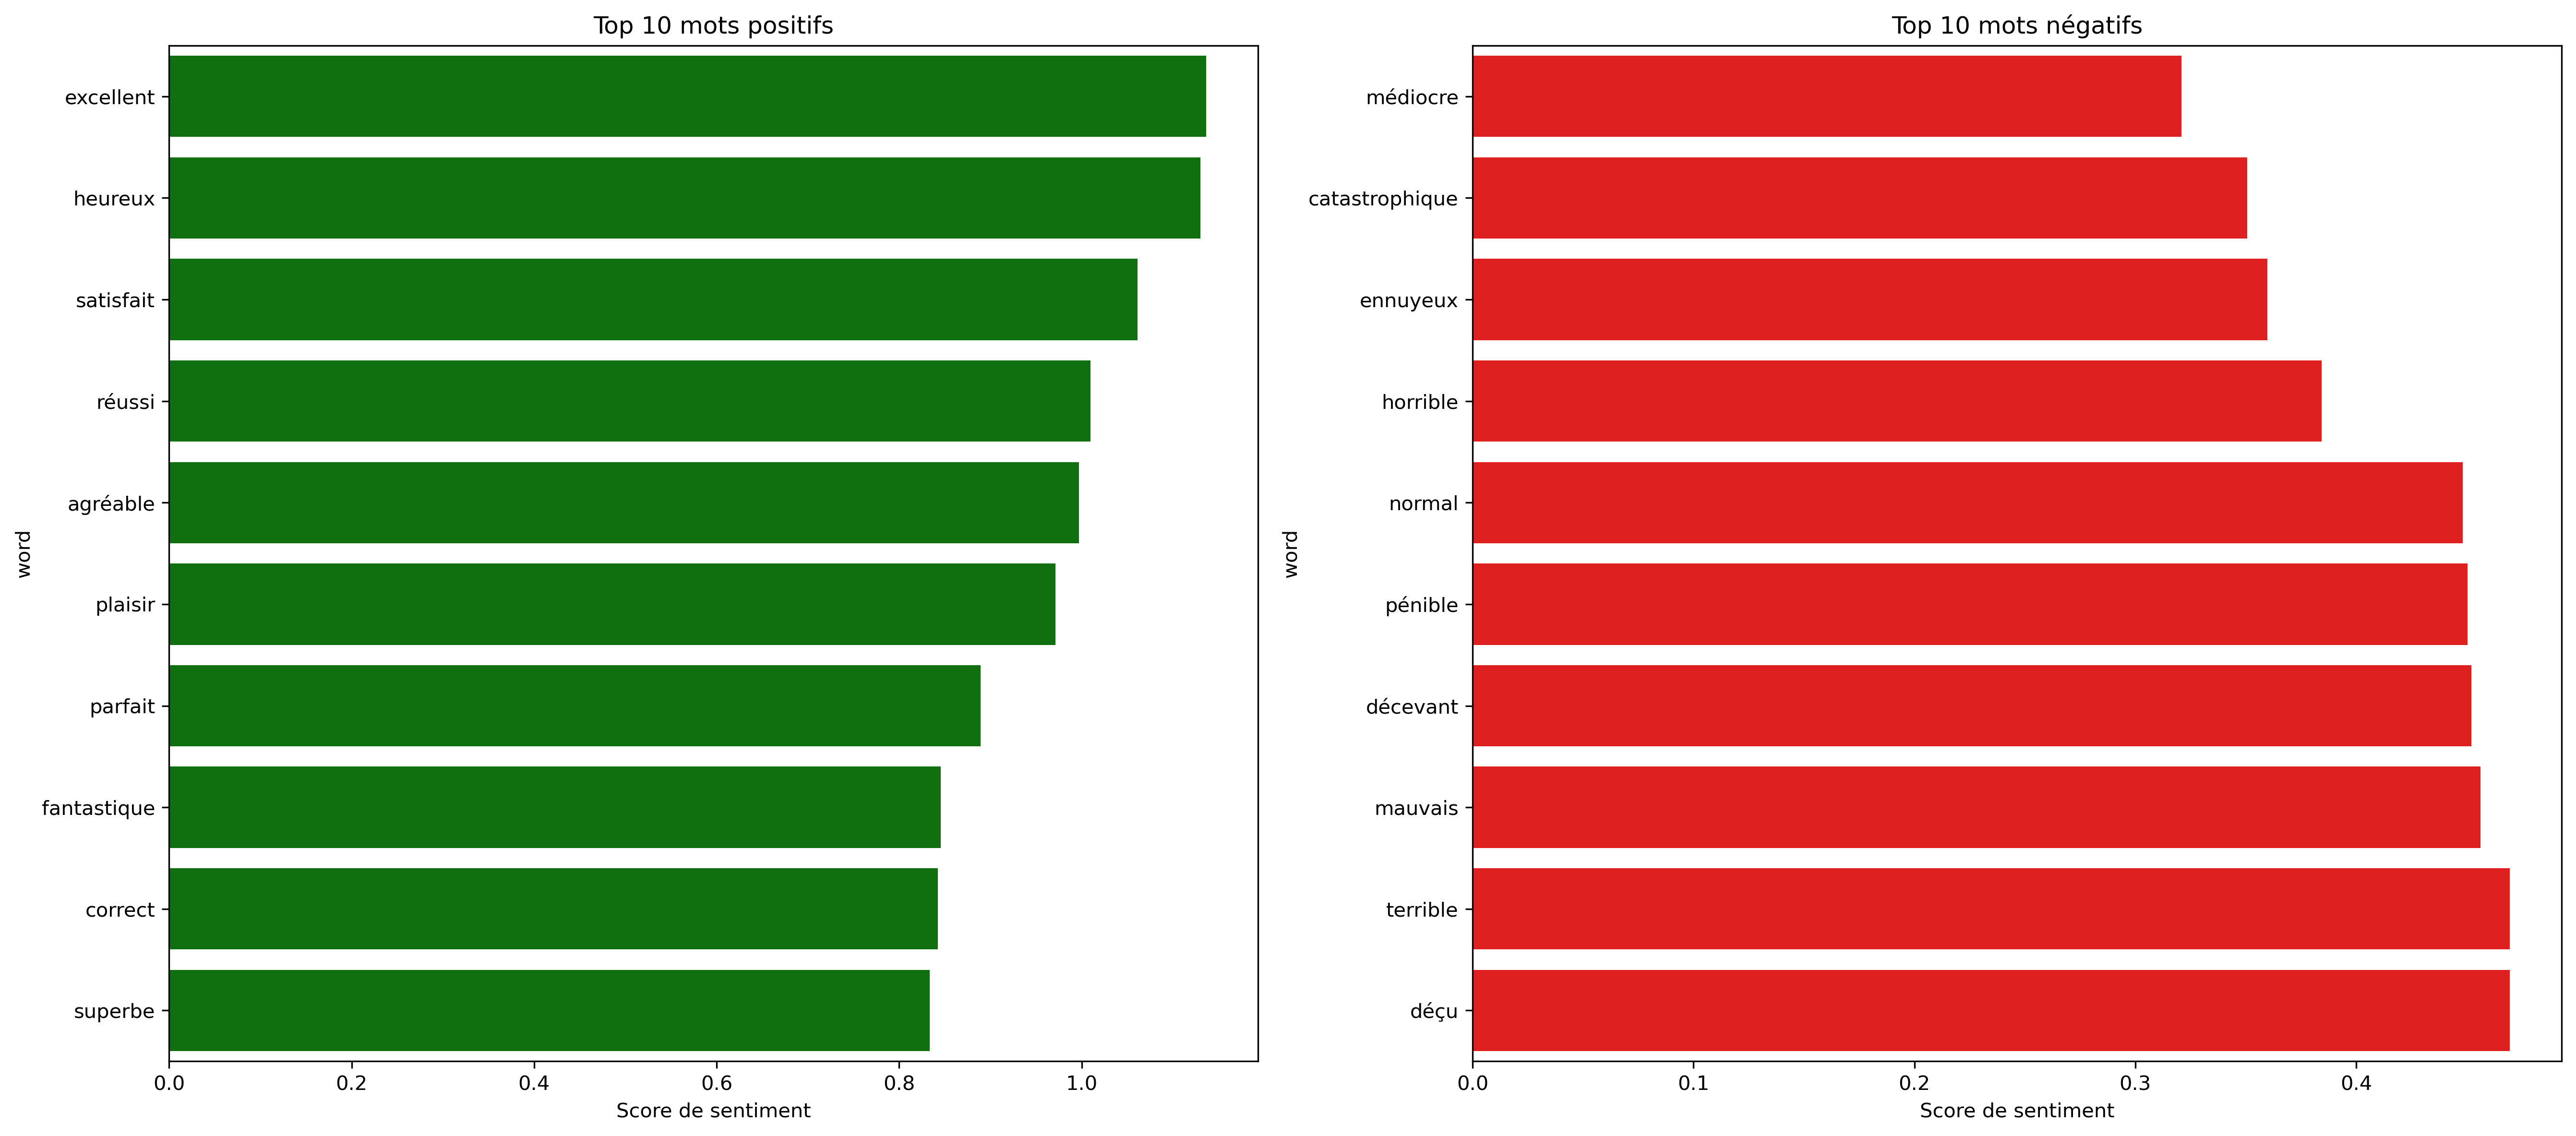 Top 10 mots positifs
word
excellent
heureux
satisfait
réussi
agréable
plaisir
parfait
fantastique
correct
superbe
0.0 0.2 0.4 0.6 0.8 1.0
Score de sentiment
Top 10 mots négatifs
word
médiocre
catastrophique
ennuyeux
horrible
normal
pénible
décevant
mauvais
terrible
déçu
0.0 0.1 0.2 0.3 0.4
Score de sentiment